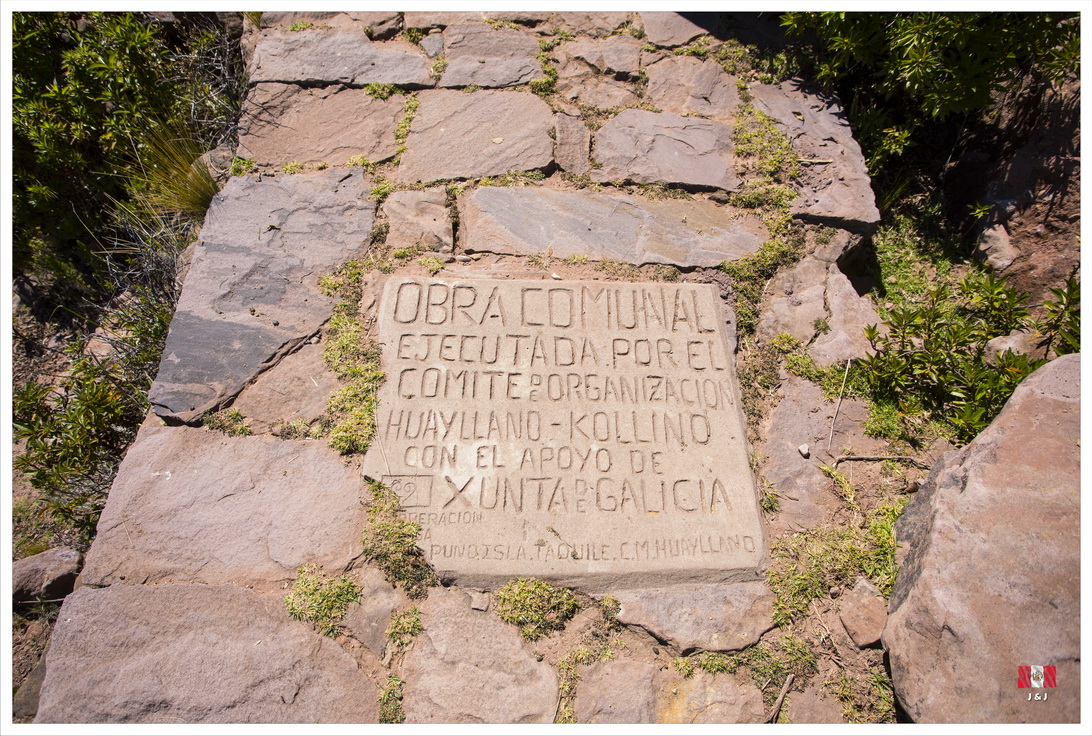 OBRA COMUNAL
EJECUTADA POR EL
COMITE DE ORGANIZACION
HUAYLLANO - KOLLINO
CON EL APOYO DE
XUNTA DE GALICIA
PERACION
PUNO.ISLA.TAQUILE.C.M.HUAYLLANO
J & J